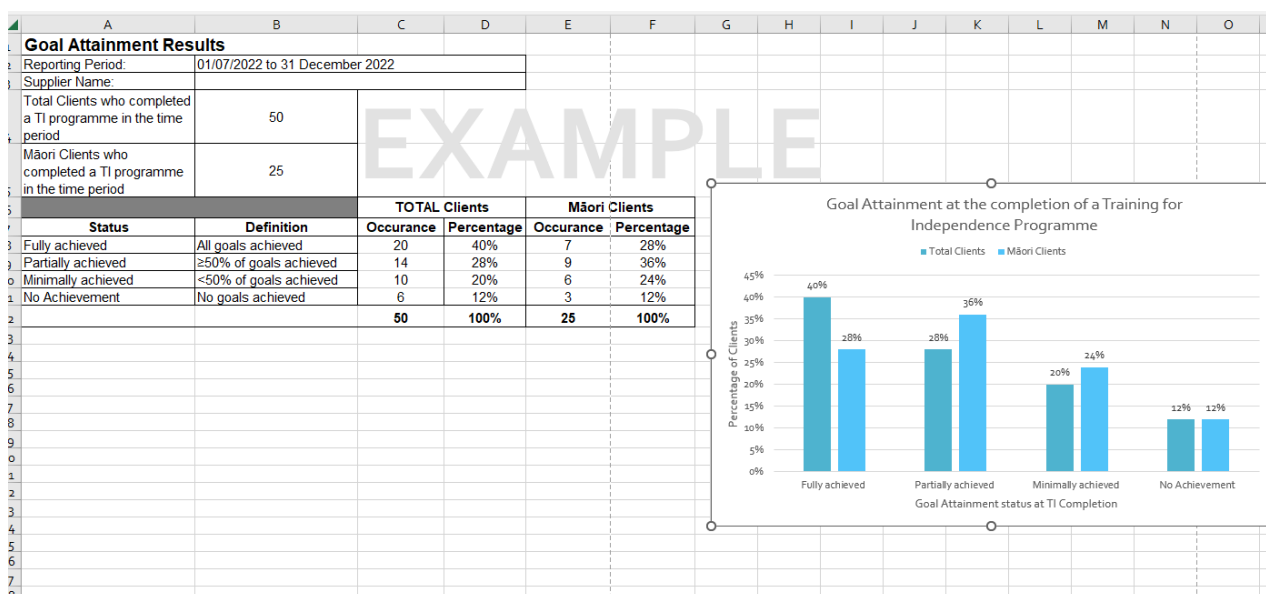 A B C D E F G H I J K L M N O
Goal Attainment Results
Reporting Period: 01/07/2022 to 31 December 2022
Supplier Name:
Total Clients who completed
a TI programme in the time
period
50
Māori Clients who
completed a TI programme
in the time period
25
EXAMPLE
TOTAL Clients Māori Clients
Status Definition Occurance Percentage Occurance Percentage
Fully achieved All goals achieved 20 40% 7 28%
Partially achieved ≥50% of goals achieved 14 28% 9 36%
Minimally achieved <50% of goals achieved 10 20% 6 24%
No Achievement No goals achieved 6 12% 3 12%
50 100% 25 100%
Goal Attainment at the completion of a Training for
Independence Programme
Total Clients Māori Clients
45%
40%
35%
30%
25%
20%
15%
10%
5%
0%
Percentage of Clients
40% 28% 28% 36% 20% 24% 12% 12%
Fully achieved Partially achieved Minimally achieved No Achievement
Goal Attainment status at TI Completion